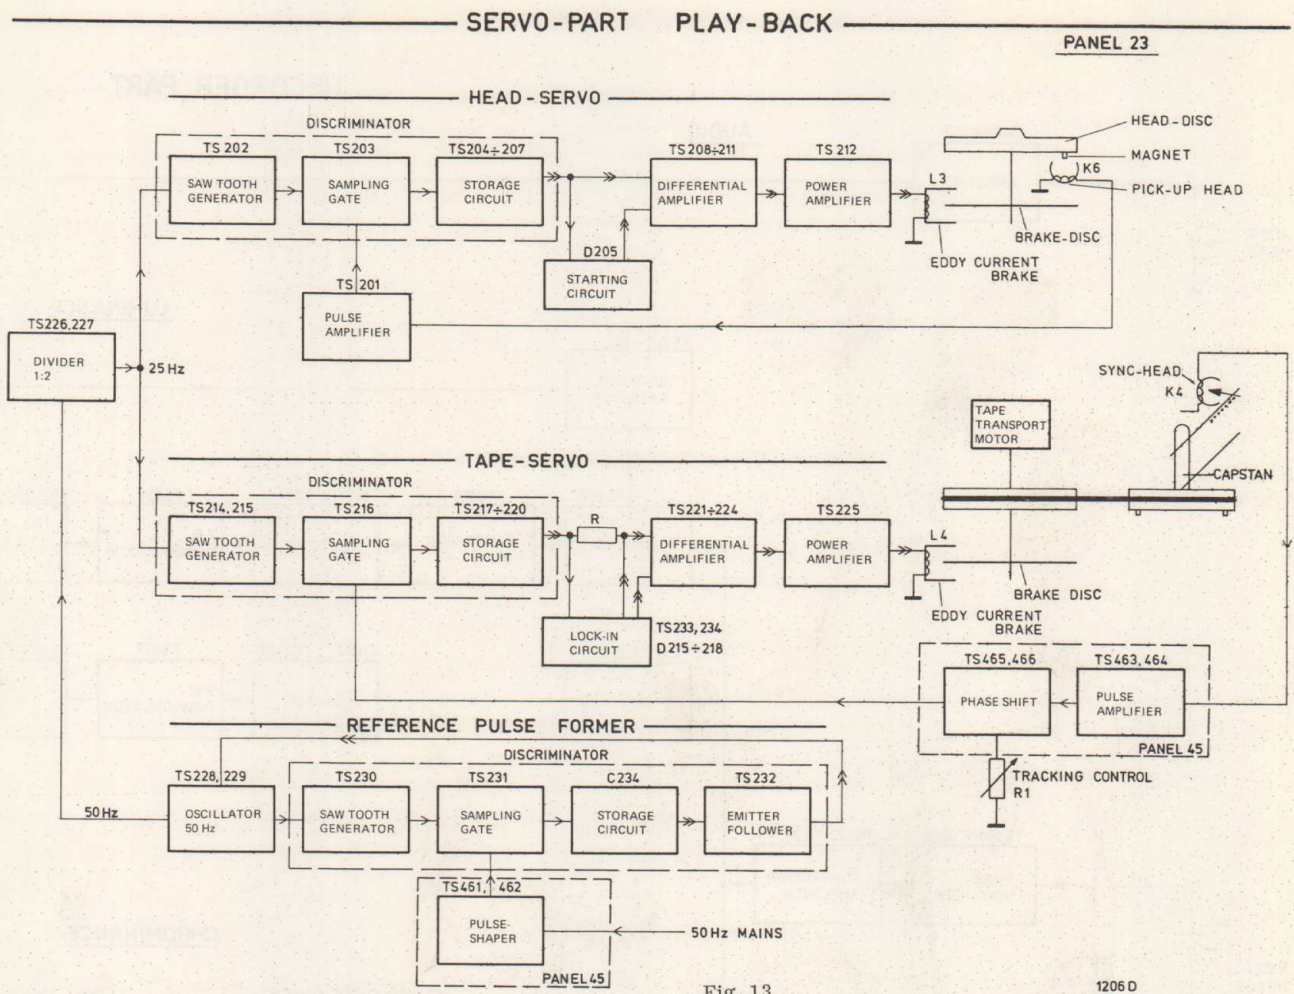 SERVO-PART PLAY-BACK
PANEL 23
HEAD-SERVO
DISCRIMINATOR
TS 202
SAW TOOTH
GENERATOR
TS203
SAMPLING
GATE
TS204÷207
STORAGE
CIRCUIT
TS208÷211
DIFFERENTIAL
AMPLIFIER
TS 212
POWER
AMPLIFIER
L3
HEAD-DISC
MAGNET
K6
PICK-UP HEAD
BRAKE-DISC
EDDY CURRENT
BRAKE
D205
STARTING
CIRCUIT
TS 201
PULSE
AMPLIFIER
TS226,227
DIVIDER
1:2
25Hz
SYNC-HEAD
K4
TAPE
TRANSPORT
MOTOR
CAPSTAN
TAPE-SERVO
DISCRIMINATOR
TS214, 215
SAW TOOTH
GENERATOR
TS216
SAMPLING
GATE
TS217÷220
STORAGE
CIRCUIT
R
TS221÷224
DIFFERENTIAL
AMPLIFIER
TS225
POWER
AMPLIFIER
L4
BRAKE DISC
EDDY CURRENT
BRAKE
LOCK-IN
CIRCUIT
TS233, 234
D215÷218
TS465, 466
PHASE SHIFT
TS463, 464
PULSE
AMPLIFIER
PANEL 45
TRACKING CONTROL
R1
REFERENCE PULSE FORMER
DISCRIMINATOR
TS228, 229
OSCILLATOR
50 Hz
50Hz
TS230
SAW TOOTH
GENERATOR
TS231
SAMPLING
GATE
C234
STORAGE
CIRCUIT
TS232
EMITTER
FOLLOWER
TS461, 462
PULSE-
SHAPER
50Hz MAINS
PANEL 45
Fig. 13
1206 D